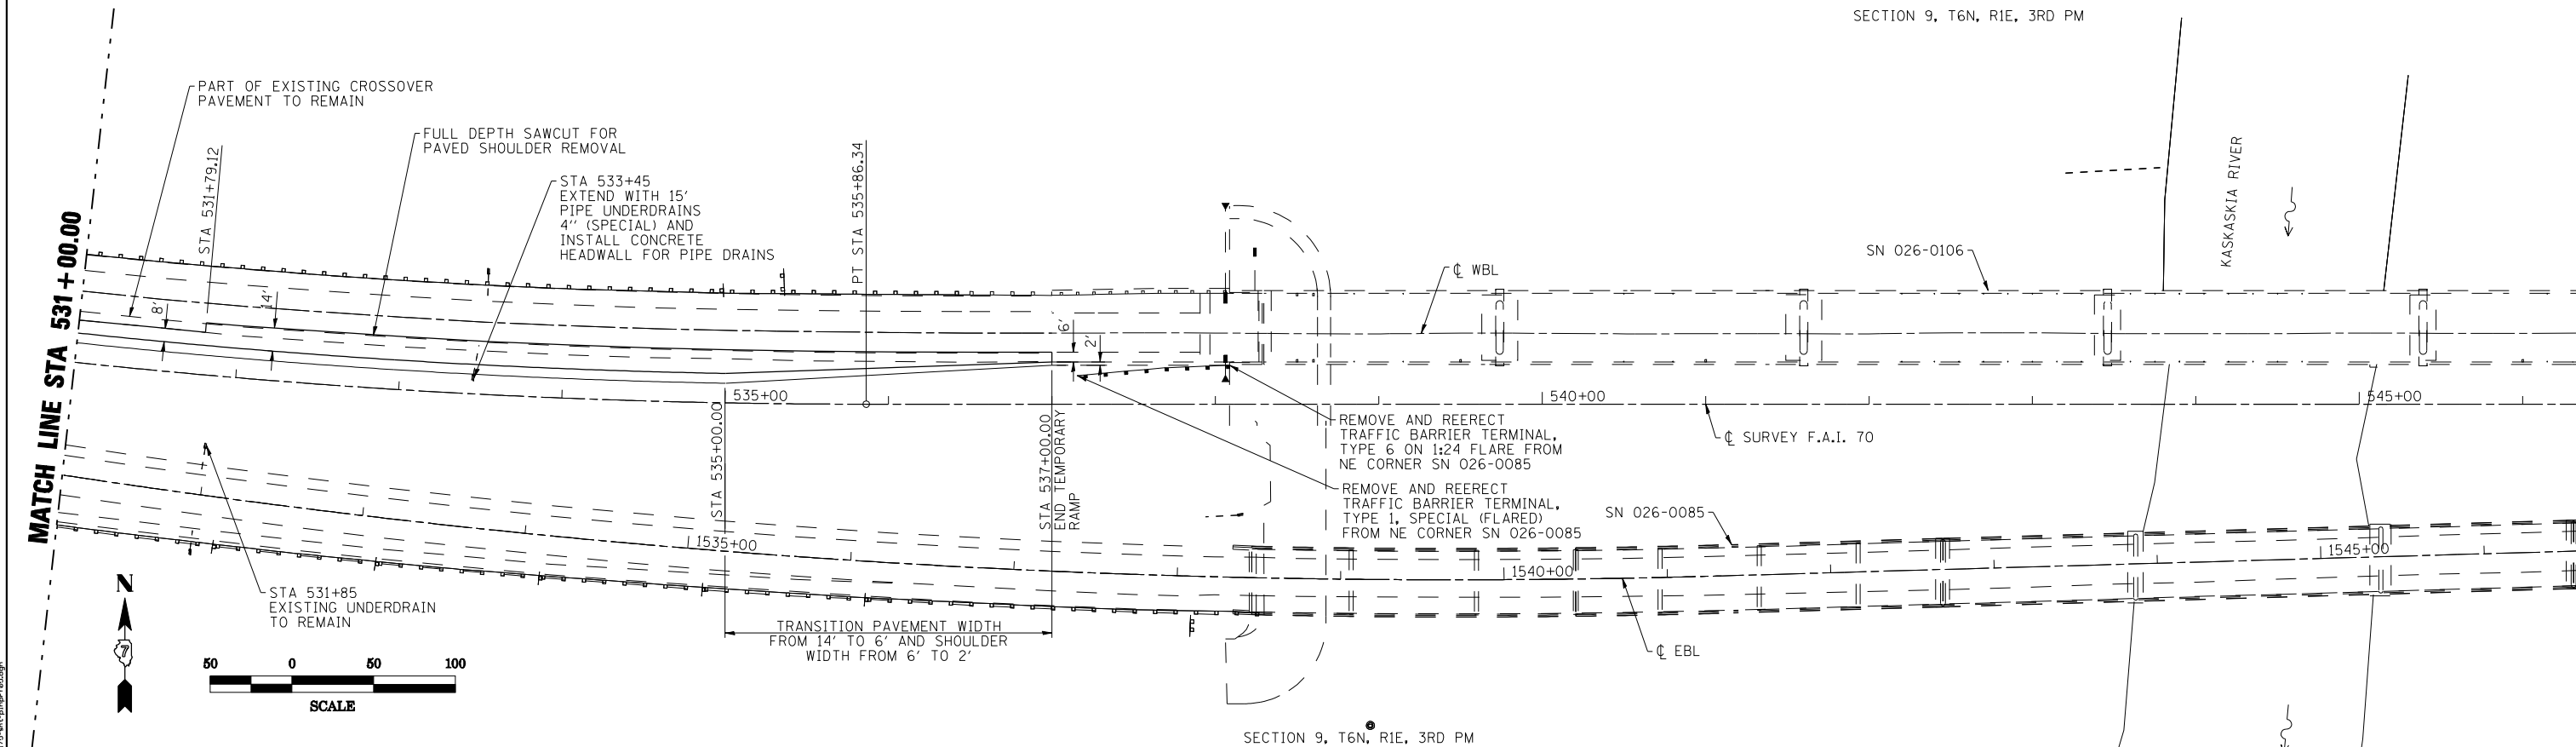 SECTION 9, T6N, R1E, 3RD PM
PART OF EXISTING CROSSOVER
PAVEMENT TO REMAIN
FULL DEPTH SAWCUT FOR
PAVED SHOULDER REMOVAL
STA 531+79.12
STA 533+45
EXTEND WITH 15'
PIPE UNDERDRAINS
4'' (SPECIAL) AND
INSTALL CONCRETE
HEADWALL FOR PIPE DRAINS
PT STA 535+86.34
KASKASKIA RIVER
SN 026-0106
℄ WBL
MATCH LINE STA 531+00.00
8'
14'
6'
2'
535+00
540+00
545+00
℄ SURVEY F.A.I. 70
STA 535+00.00
STA 537+00.00
END TEMPORARY
RAMP
REMOVE AND REERECT
TRAFFIC BARRIER TERMINAL,
TYPE 6 ON 1:24 FLARE FROM
NE CORNER SN 026-0085
REMOVE AND REERECT
TRAFFIC BARRIER TERMINAL,
TYPE 1, SPECIAL (FLARED)
FROM NE CORNER SN 026-0085
SN 026-0085
1535+00
1540+00
1545+00
STA 531+85
EXISTING UNDERDRAIN
TO REMAIN
TRANSITION PAVEMENT WIDTH
FROM 14' TO 6' AND SHOULDER
WIDTH FROM 6' TO 2'
℄ EBL
N
7
50 0 50 100
SCALE
SECTION 9, T6N, R1E, 3RD PM